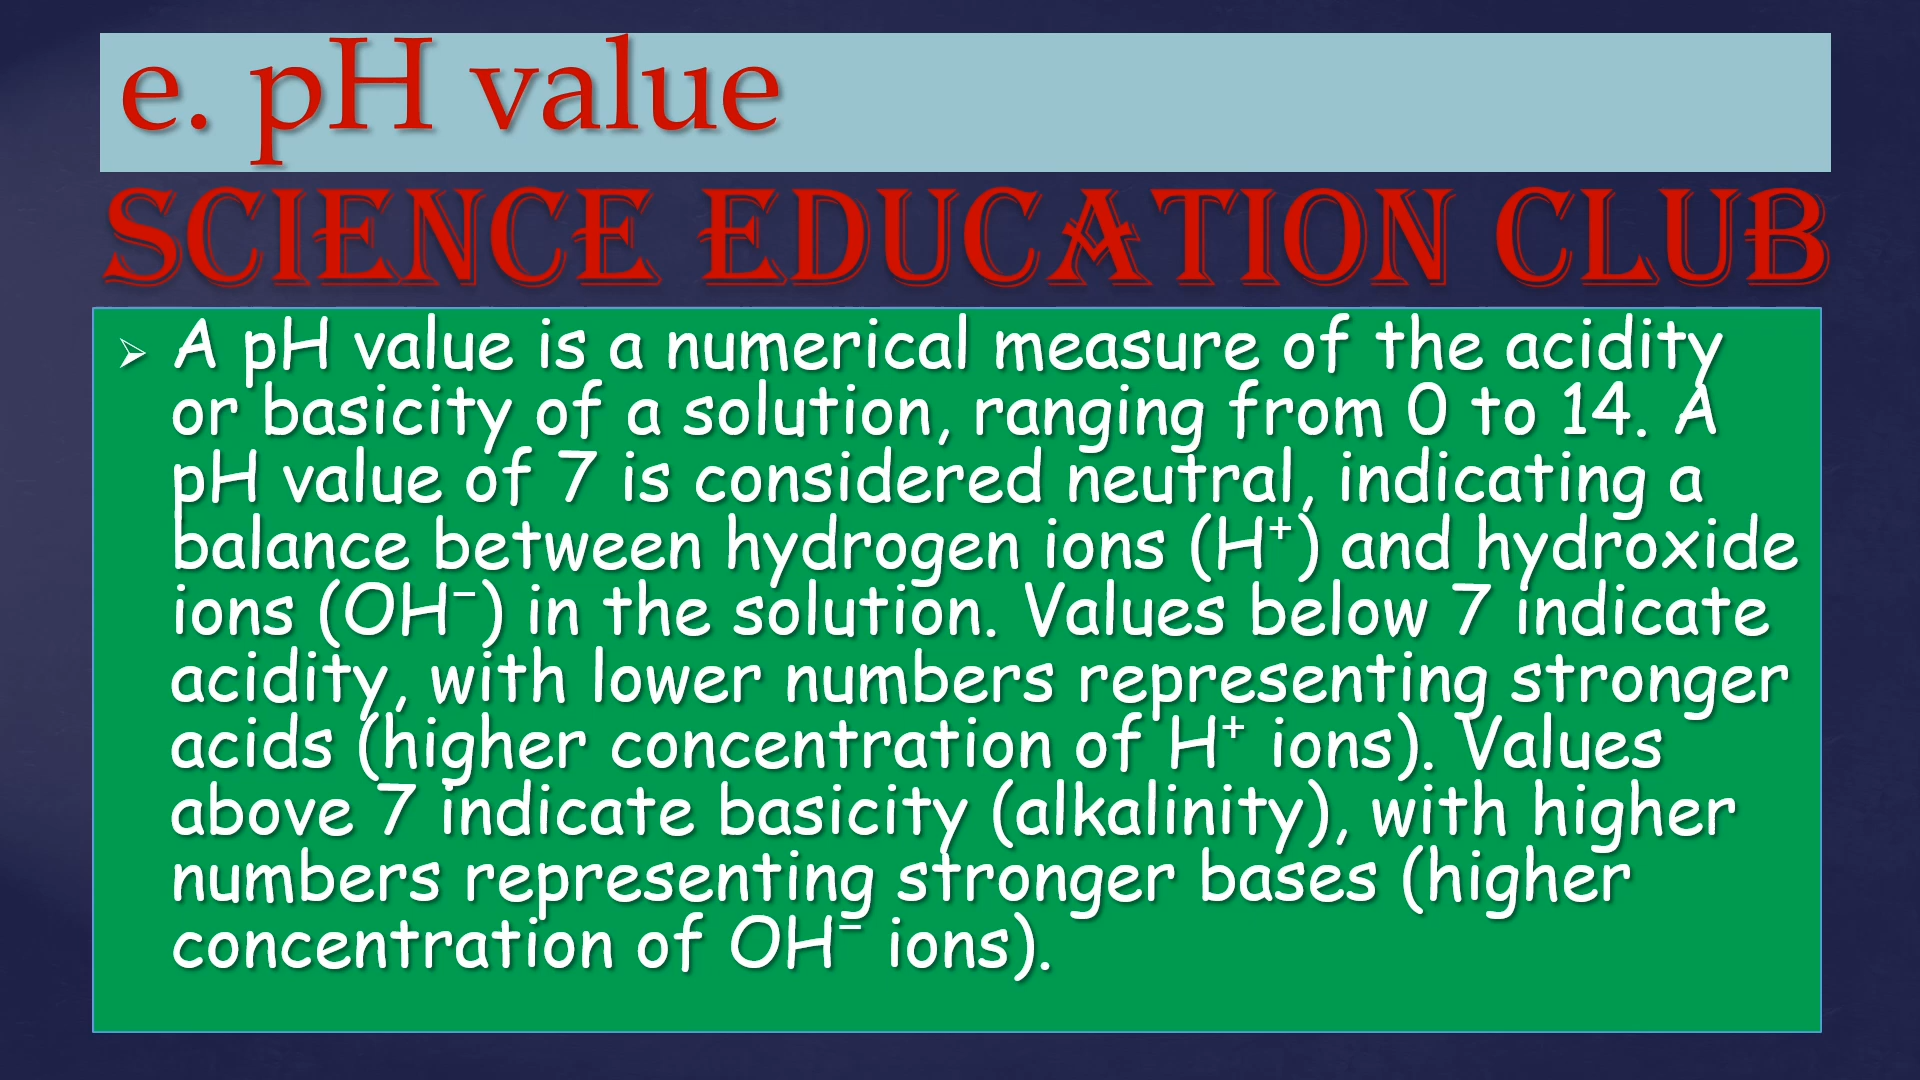 e. pH value
SCIENCE EDUCATION CLUB
➢ A pH value is a numerical measure of the acidity
or basicity of a solution, ranging from 0 to 14. A
pH value of 7 is considered neutral, indicating a
balance between hydrogen ions (H⁺) and hydroxide
ions (OH⁻) in the solution. Values below 7 indicate
acidity, with lower numbers representing stronger
acids (higher concentration of H⁺ ions). Values
above 7 indicate basicity (alkalinity), with higher
numbers representing stronger bases (higher
concentration of OH⁻ ions).